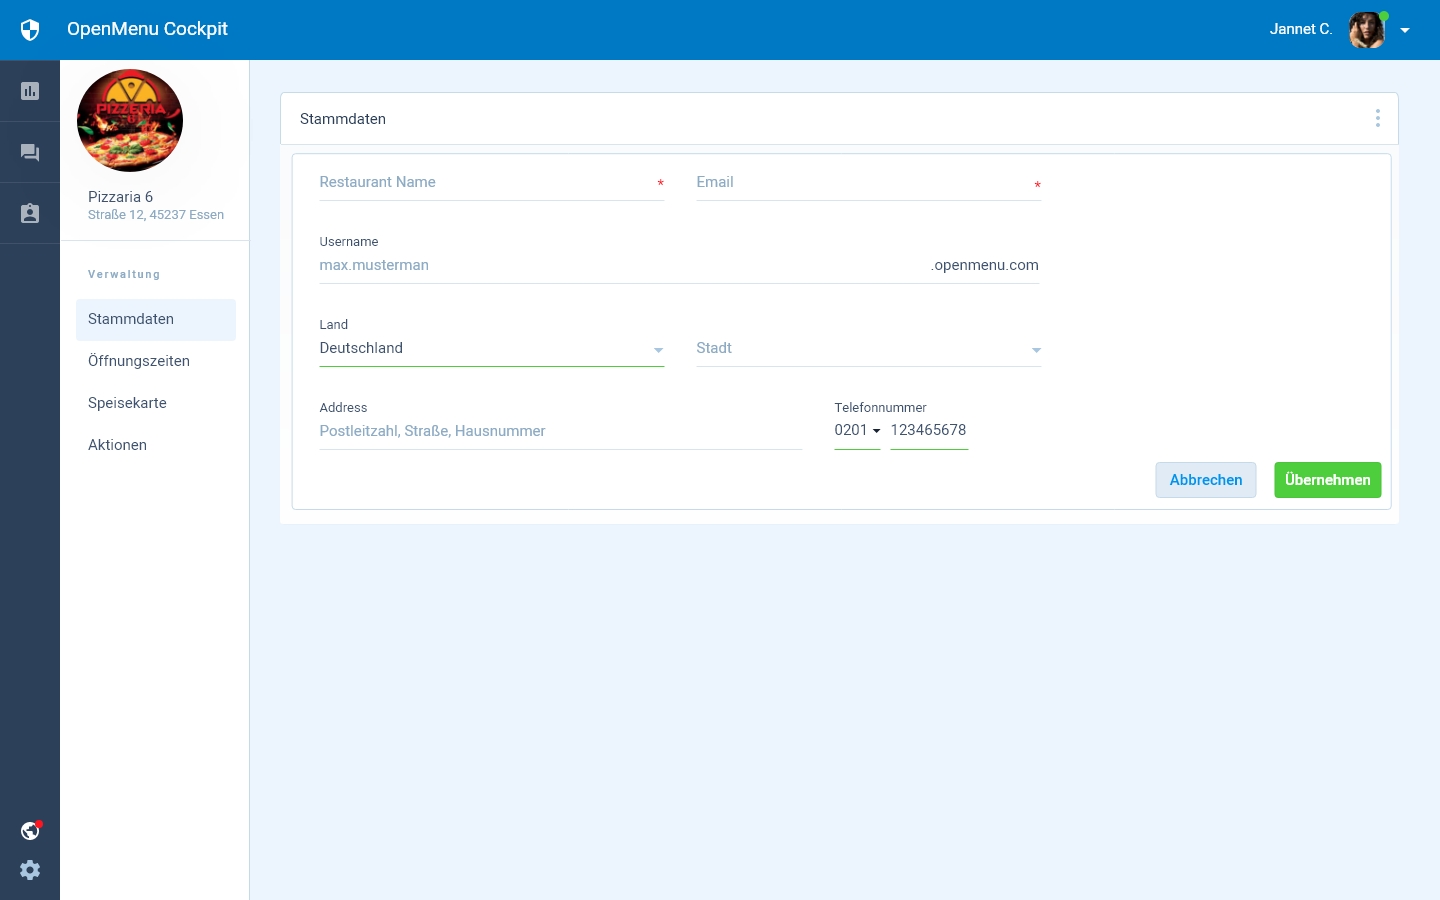 OpenMenu Cockpit
Jannet C.
PIZZERIA
Pizzaria 6
Straße 12, 45237 Essen
Verwaltung
Stammdaten
Öffnungszeiten
Speisekarte
Aktionen
Stammdaten
Restaurant Name *
Email *
Username
max.musterman .openmenu.com
Land
Deutschland
Stadt
Address
Postleitzahl, Straße, Hausnummer
Telefonnummer
0201 123465678
Abbrechen
Übernehmen